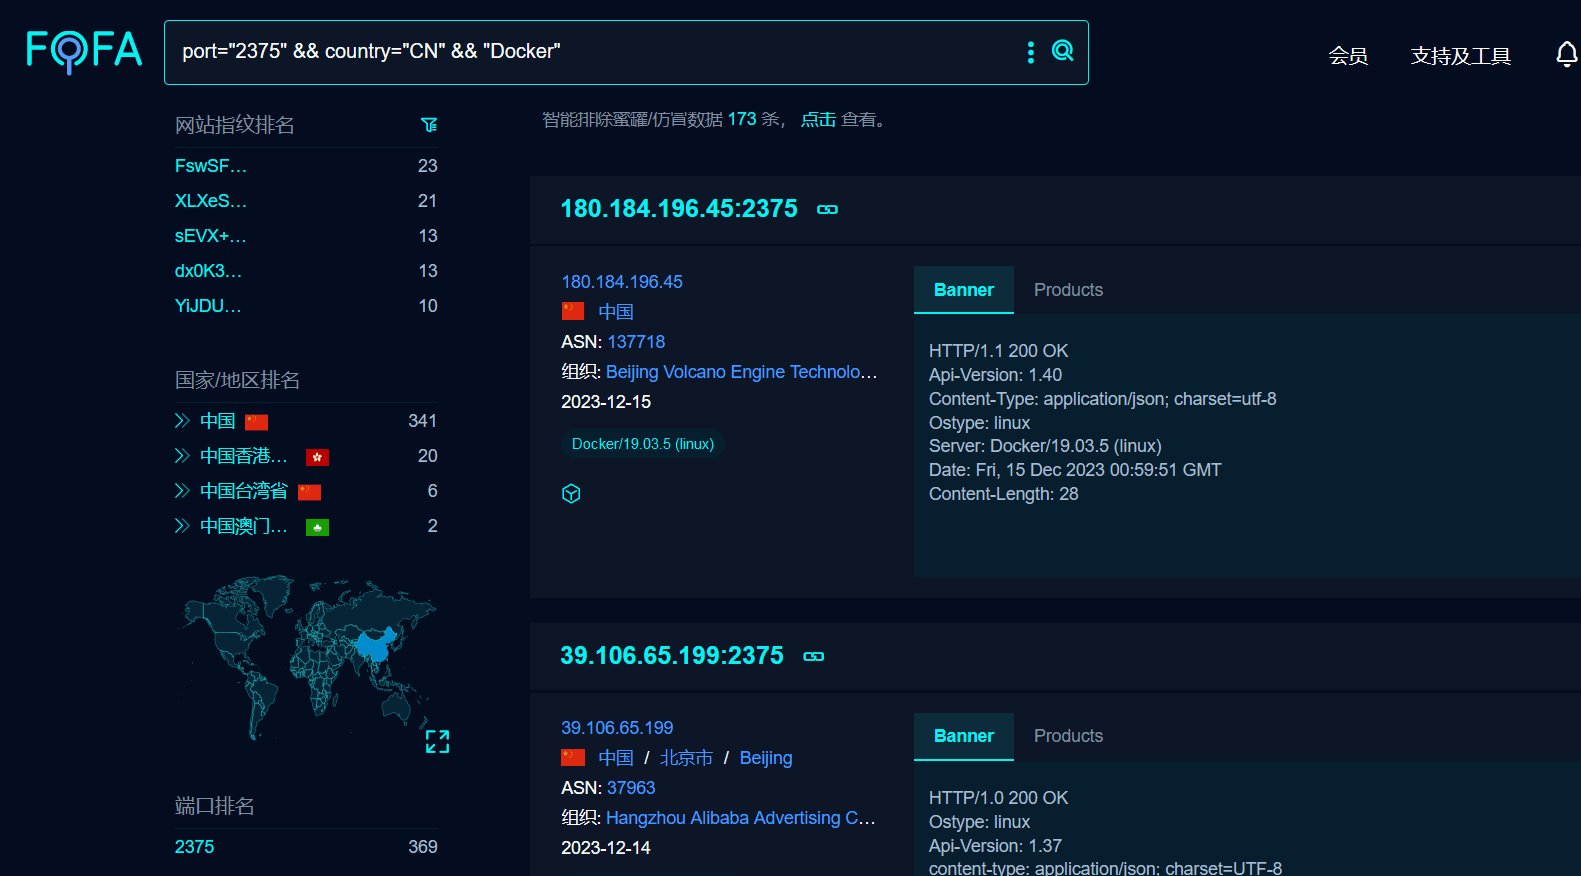 FOFA
port="2375" && country="CN" && "Docker"
会员
支持及工具
网站指纹排名
FswSF... 23
XLXeS... 21
sEVX+... 13
dx0K3... 13
YiJDU... 10
国家/地区排名
中国 341
中国香港... 20
中国台湾省 6
中国澳门... 2
端口排名
2375 369
智能排除蜜罐/仿冒数据 173 条， 点击 查看。
180.184.196.45:2375
180.184.196.45
中国
ASN: 137718
组织: Beijing Volcano Engine Technolo...
2023-12-15
Docker/19.03.5 (linux)
Banner Products
HTTP/1.1 200 OK
Api-Version: 1.40
Content-Type: application/json; charset=utf-8
Ostype: linux
Server: Docker/19.03.5 (linux)
Date: Fri, 15 Dec 2023 00:59:51 GMT
Content-Length: 28
39.106.65.199:2375
39.106.65.199
中国 / 北京市 / Beijing
ASN: 37963
组织: Hangzhou Alibaba Advertising C...
2023-12-14
Banner Products
HTTP/1.0 200 OK
Ostype: linux
Api-Version: 1.37
content-type: application/json; charset=UTF-8